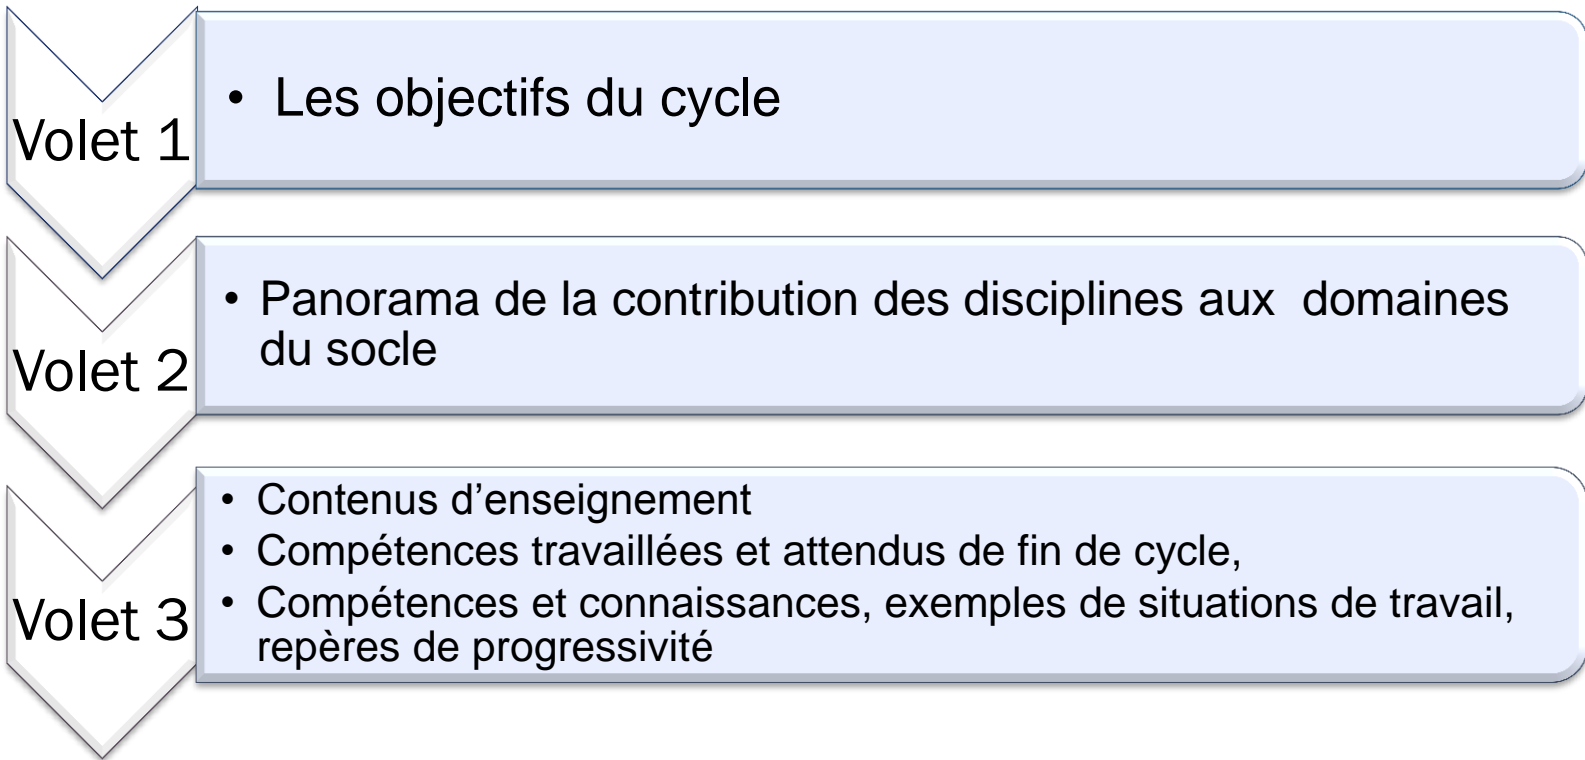 Volet 1
• Les objectifs du cycle
Volet 2
• Panorama de la contribution des disciplines aux domaines
du socle
Volet 3
• Contenus d’enseignement
• Compétences travaillées et attendus de fin de cycle,
• Compétences et connaissances, exemples de situations de travail,
repères de progressivité